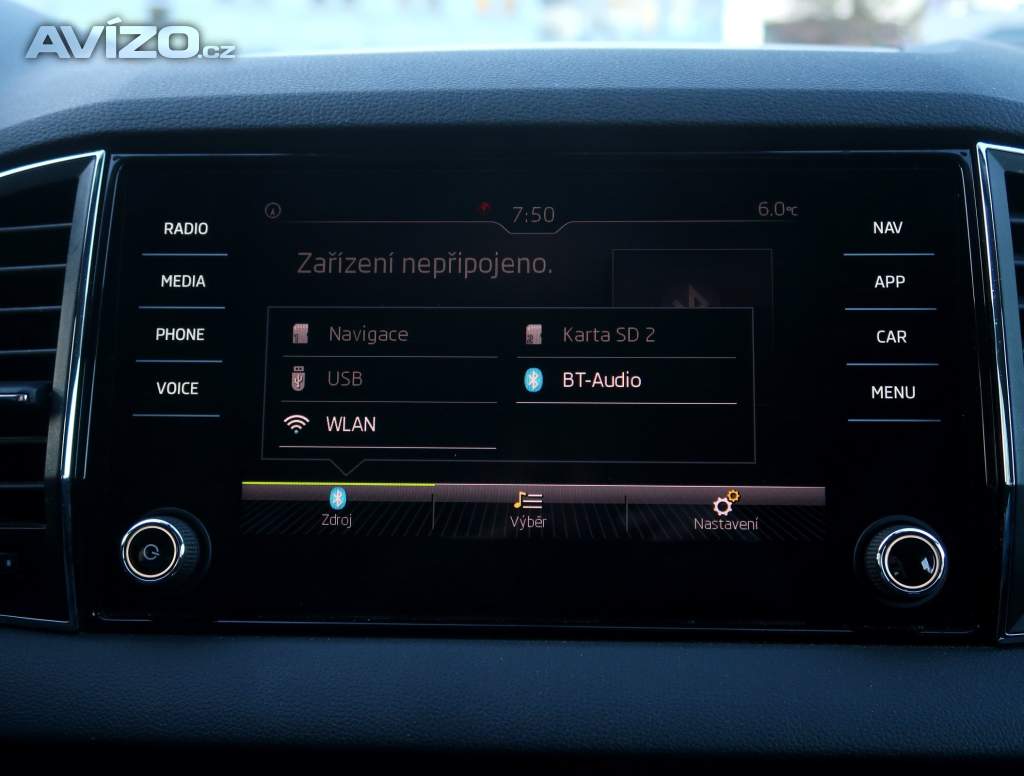 AVÍZO.cz
7:50
6.0°C
RADIO
MEDIA
PHONE
VOICE
Zařízení nepřipojeno.
Navigace
Karta SD 2
USB
BT-Audio
WLAN
Zdroj
Výběr
Nastavení
NAV
APP
CAR
MENU